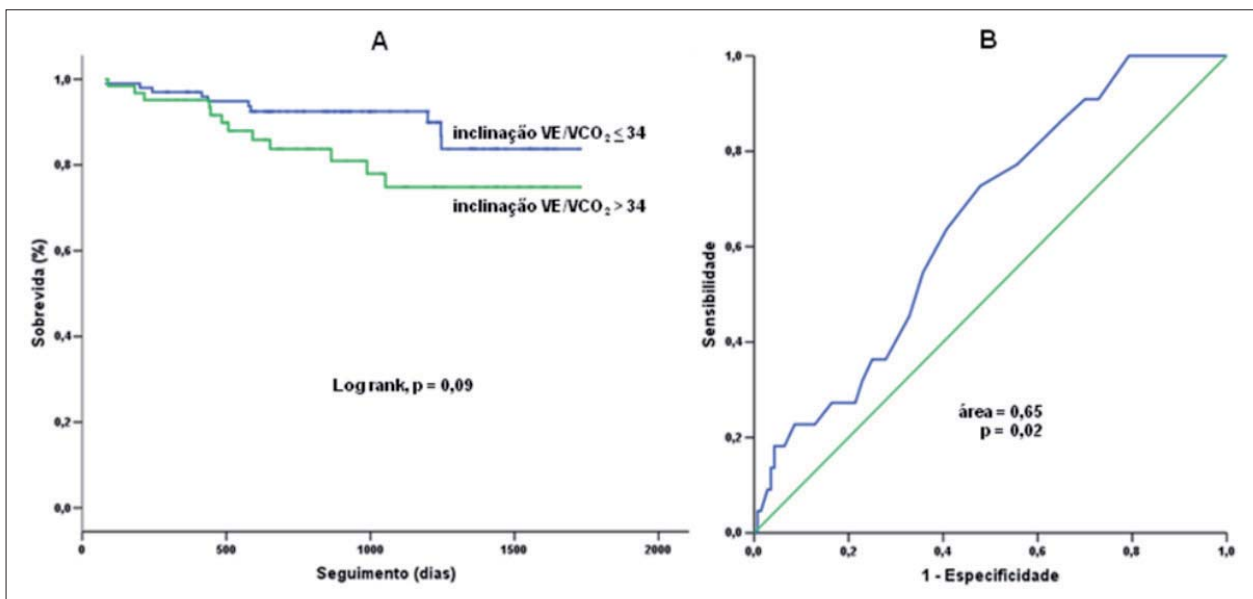 A
Sobrevida (%)
1,0
0,8
0,6
0,4
0,2
0,0
inclinação VE/VCO₂ ≤ 34
inclinação VE/VCO₂ > 34
Log rank, p = 0,09
0
500
1000
1500
2000
Seguimento (dias)
B
Sensibilidade
1,0
0,8
0,6
0,4
0,2
0,0
área = 0,65
p = 0,02
0,0
0,2
0,4
0,6
0,8
1,0
1 - Especificidade